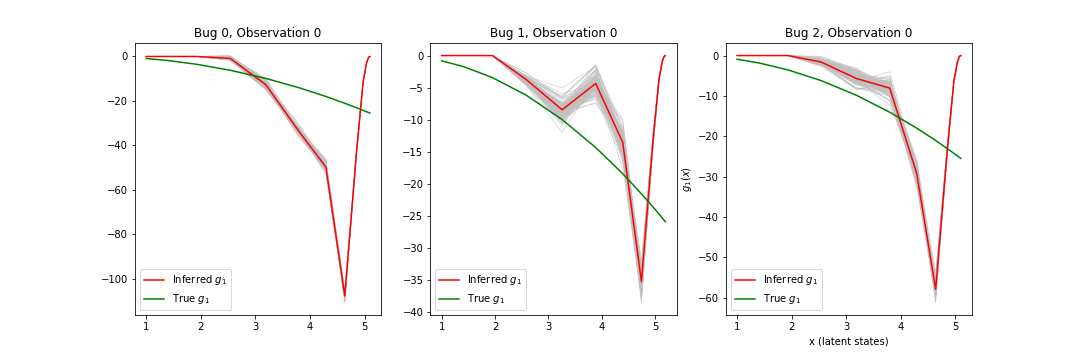 Bug 0, Observation 0
0
−20
−40
−60
−80
−100
1 2 3 4 5
Inferred g₁
True g₁
Bug 1, Observation 0
0
−5
−10
−15
−20
−25
−30
−35
−40
1 2 3 4 5
Inferred g₁
True g₁
Bug 2, Observation 0
g₁(x)
0
−10
−20
−30
−40
−50
−60
1 2 3 4 5
x (latent states)
Inferred g₁
True g₁